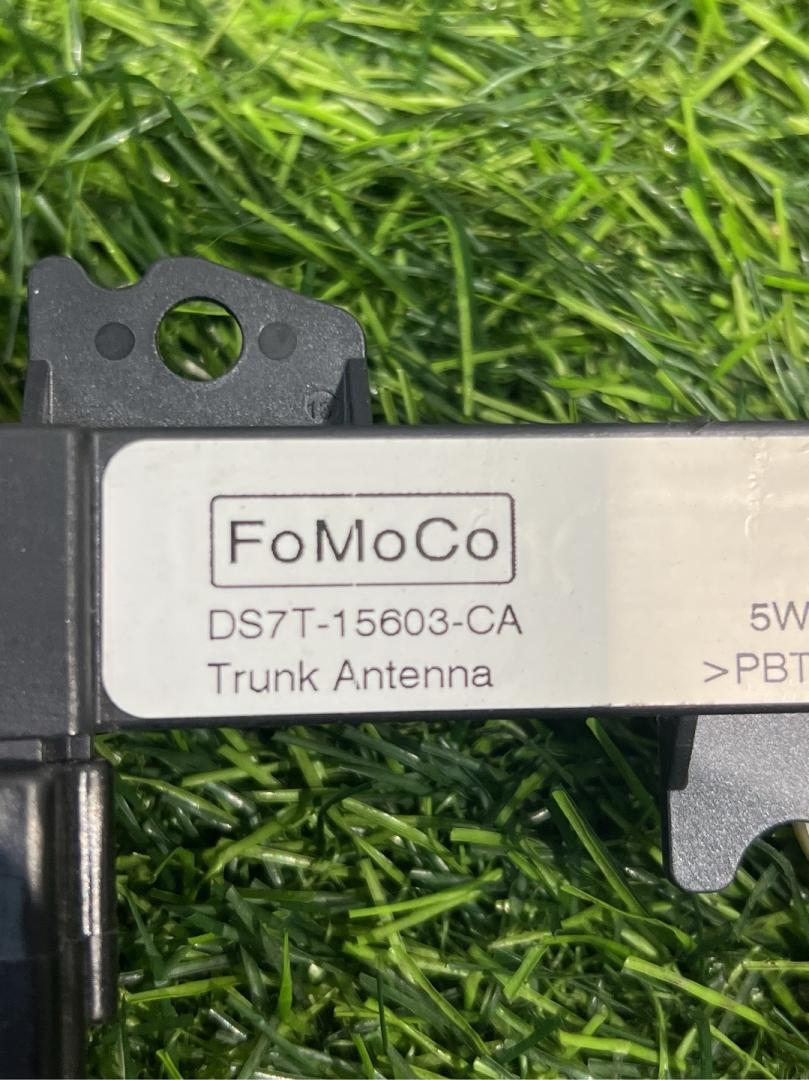 FoMoCo
DS7T-15603-CA
Trunk Antenna
5W
>PBT